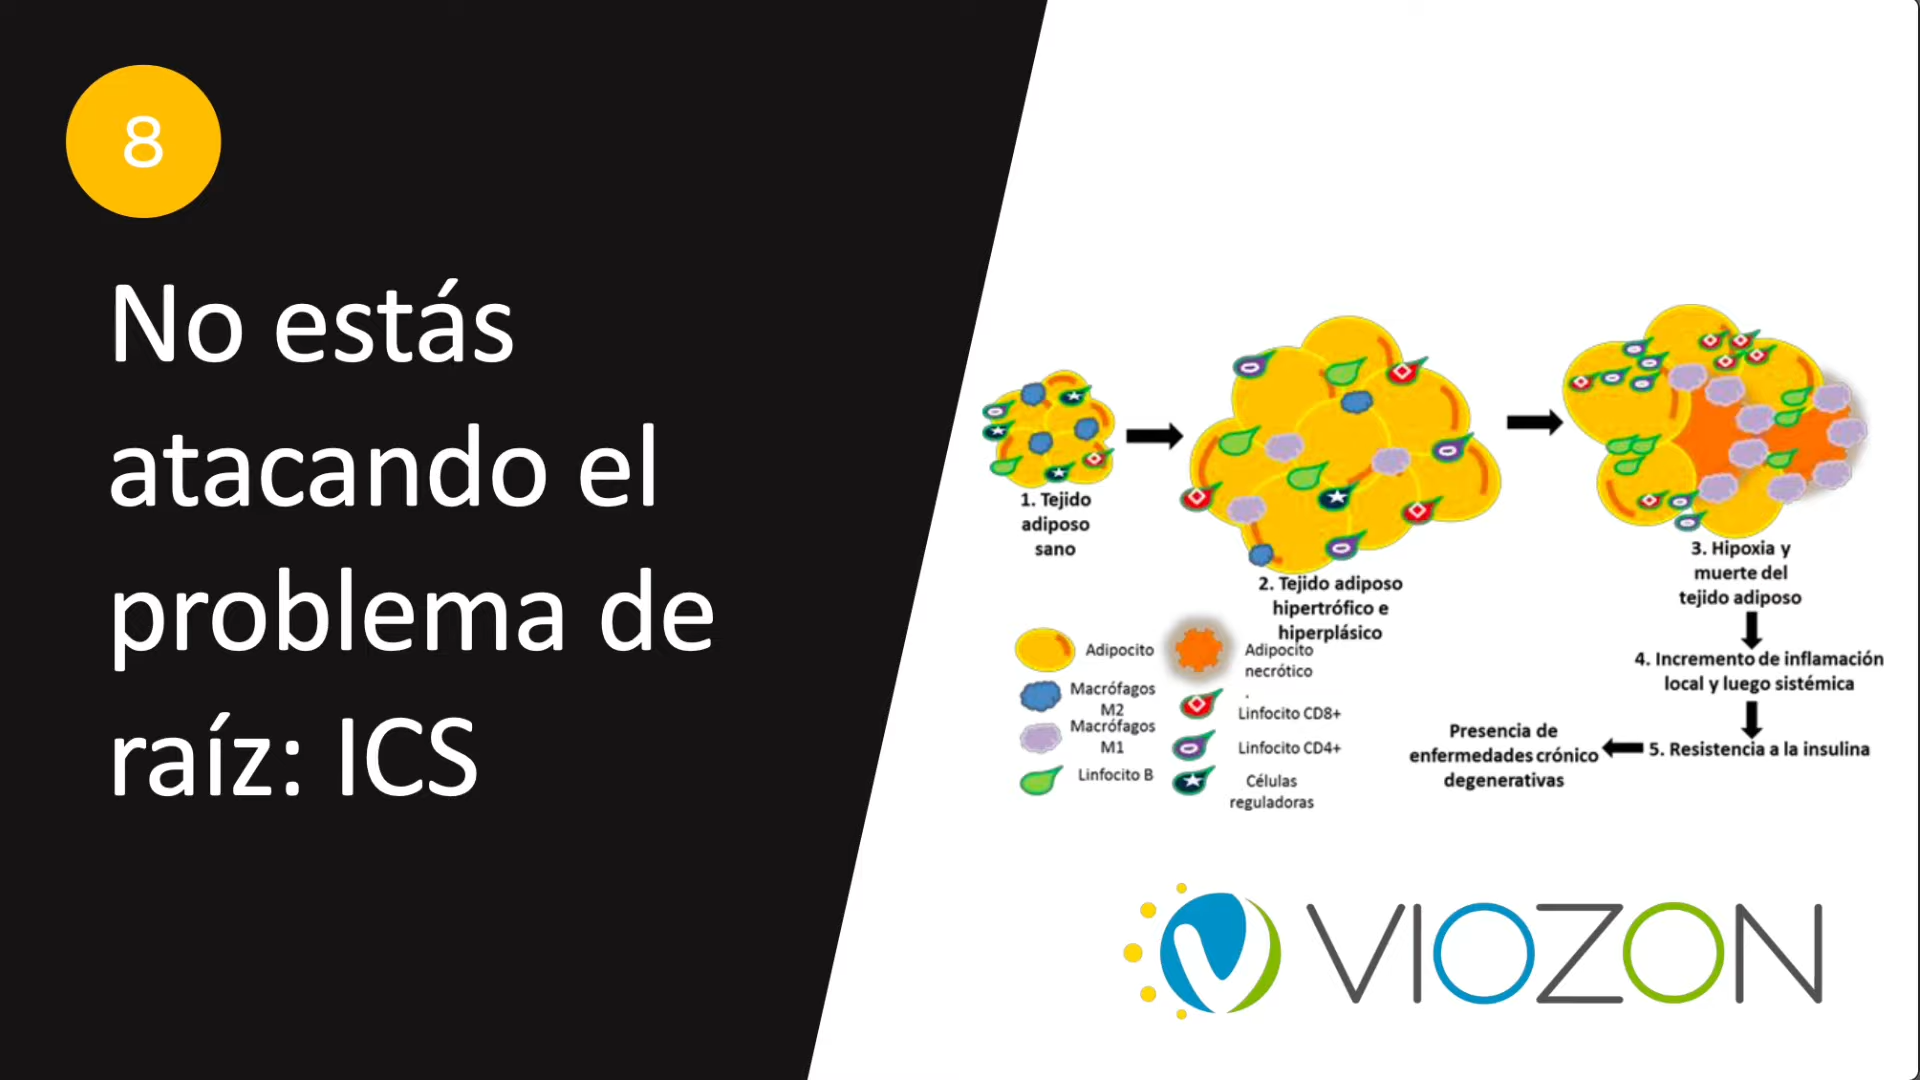 8
No estás
atacando el
problema de
raíz: ICS
1. Tejido
adiposo
sano
2. Tejido adiposo
hipertrófico e
hiperplásico
3. Hipoxia y
muerte del
tejido adiposo
4. Incremento de inflamación
local y luego sistémica
5. Resistencia a la insulina
Presencia de
enfermedades crónico
degenerativas
Adipocito
Macrófagos
M2
Macrófagos
M1
Linfocito B
Adipocito
necrótico
Linfocito CD8+
Linfocito CD4+
Células
reguladoras
VIOZON